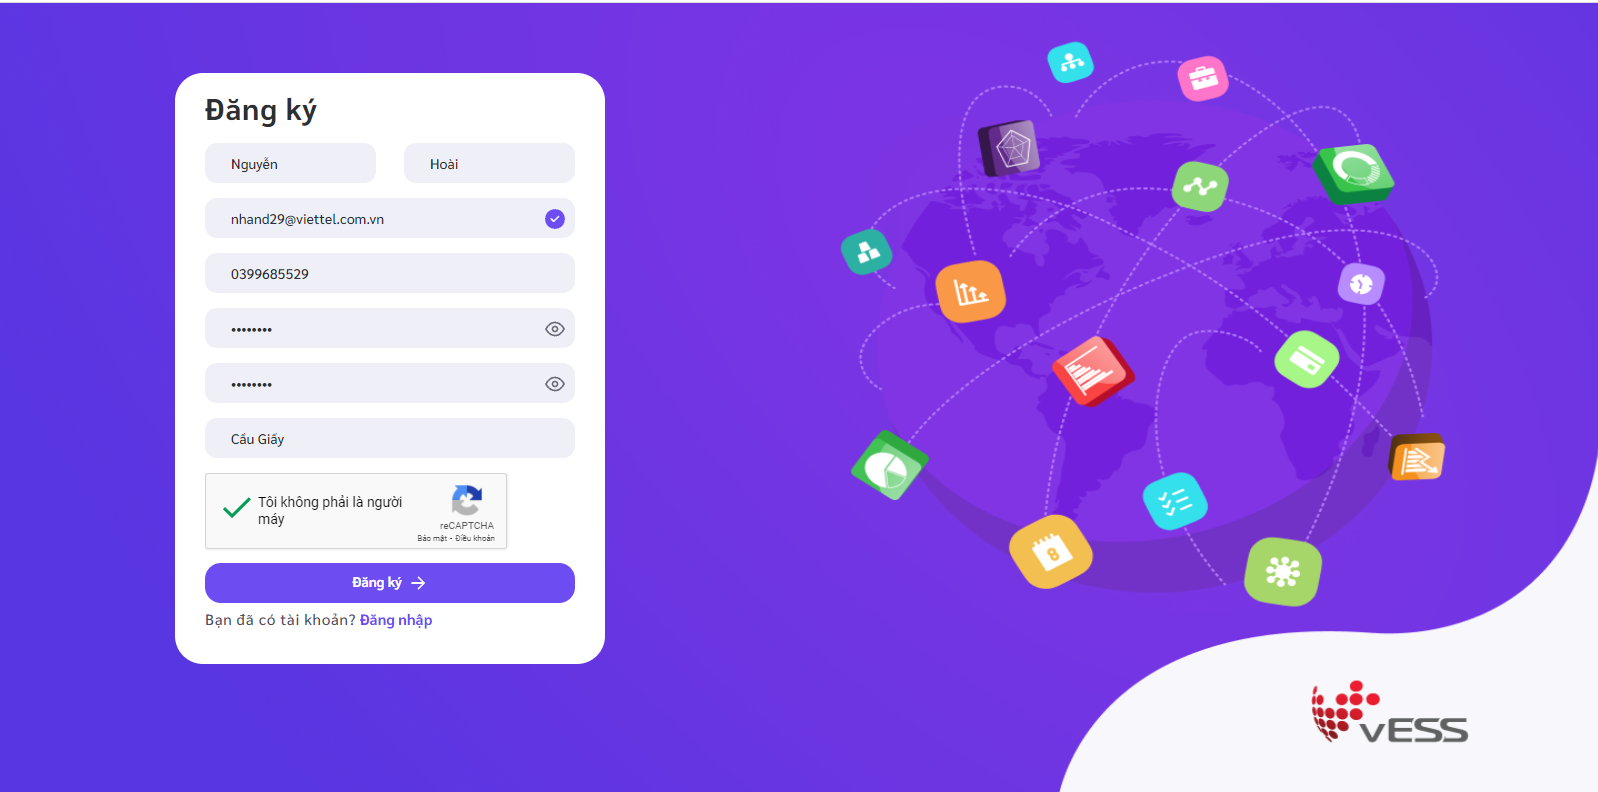 Đăng ký
Nguyễn
Hoài
nhand29@viettel.com.vn
0399685529
••••••••
••••••••
Cầu Giấy
Tôi không phải là người
máy
reCAPTCHA
Bảo mật - Điều khoản
Đăng ký →
Bạn đã có tài khoản? Đăng nhập
8
vESS